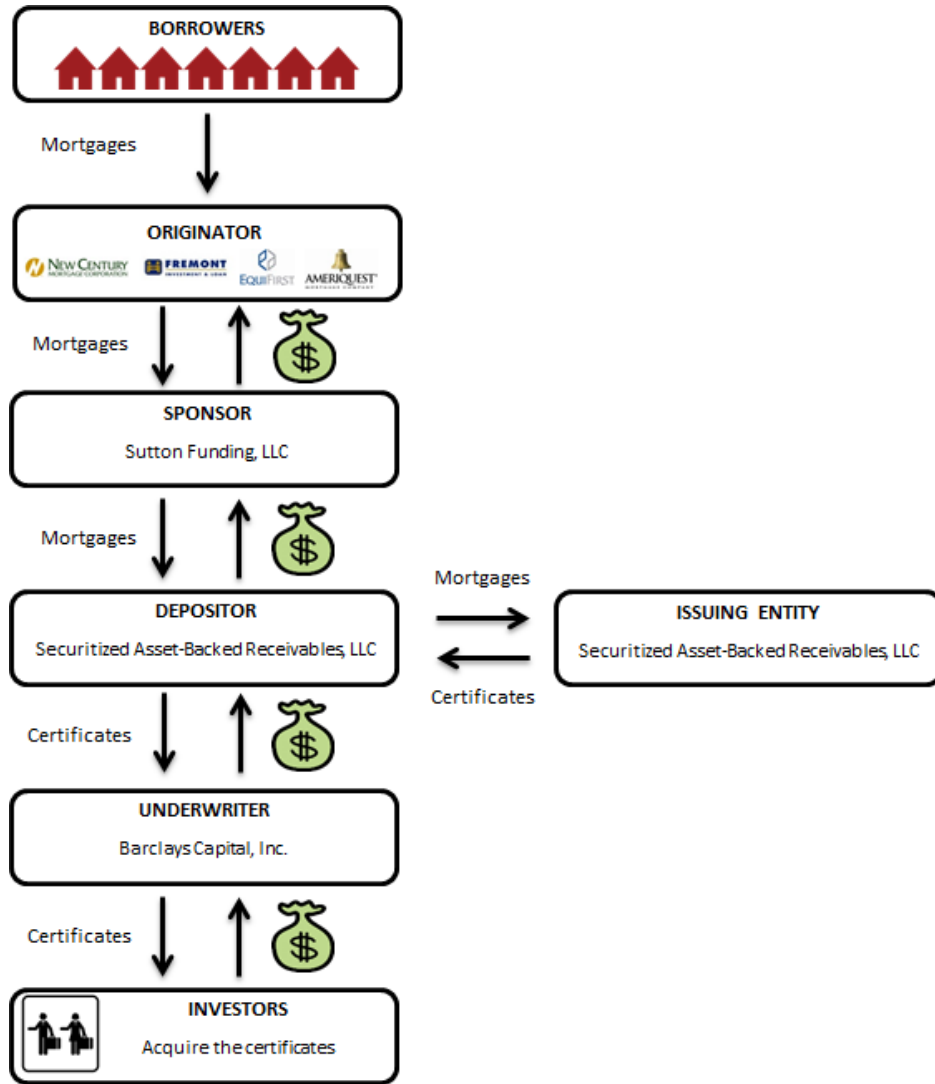 BORROWERS
Mortgages
ORIGINATOR
NEW CENTURY
MORTGAGE CORPORATION
FREMONT
INVESTMENT & LOAN
EQUIFIRST
AMERIQUEST
MORTGAGE COMPANY
Mortgages
$
SPONSOR
Sutton Funding, LLC
Mortgages
$
DEPOSITOR
Securitized Asset-Backed Receivables, LLC
Mortgages
Certificates
ISSUING ENTITY
Securitized Asset-Backed Receivables, LLC
Certificates
$
UNDERWRITER
Barclays Capital, Inc.
Certificates
$
INVESTORS
Acquire the certificates